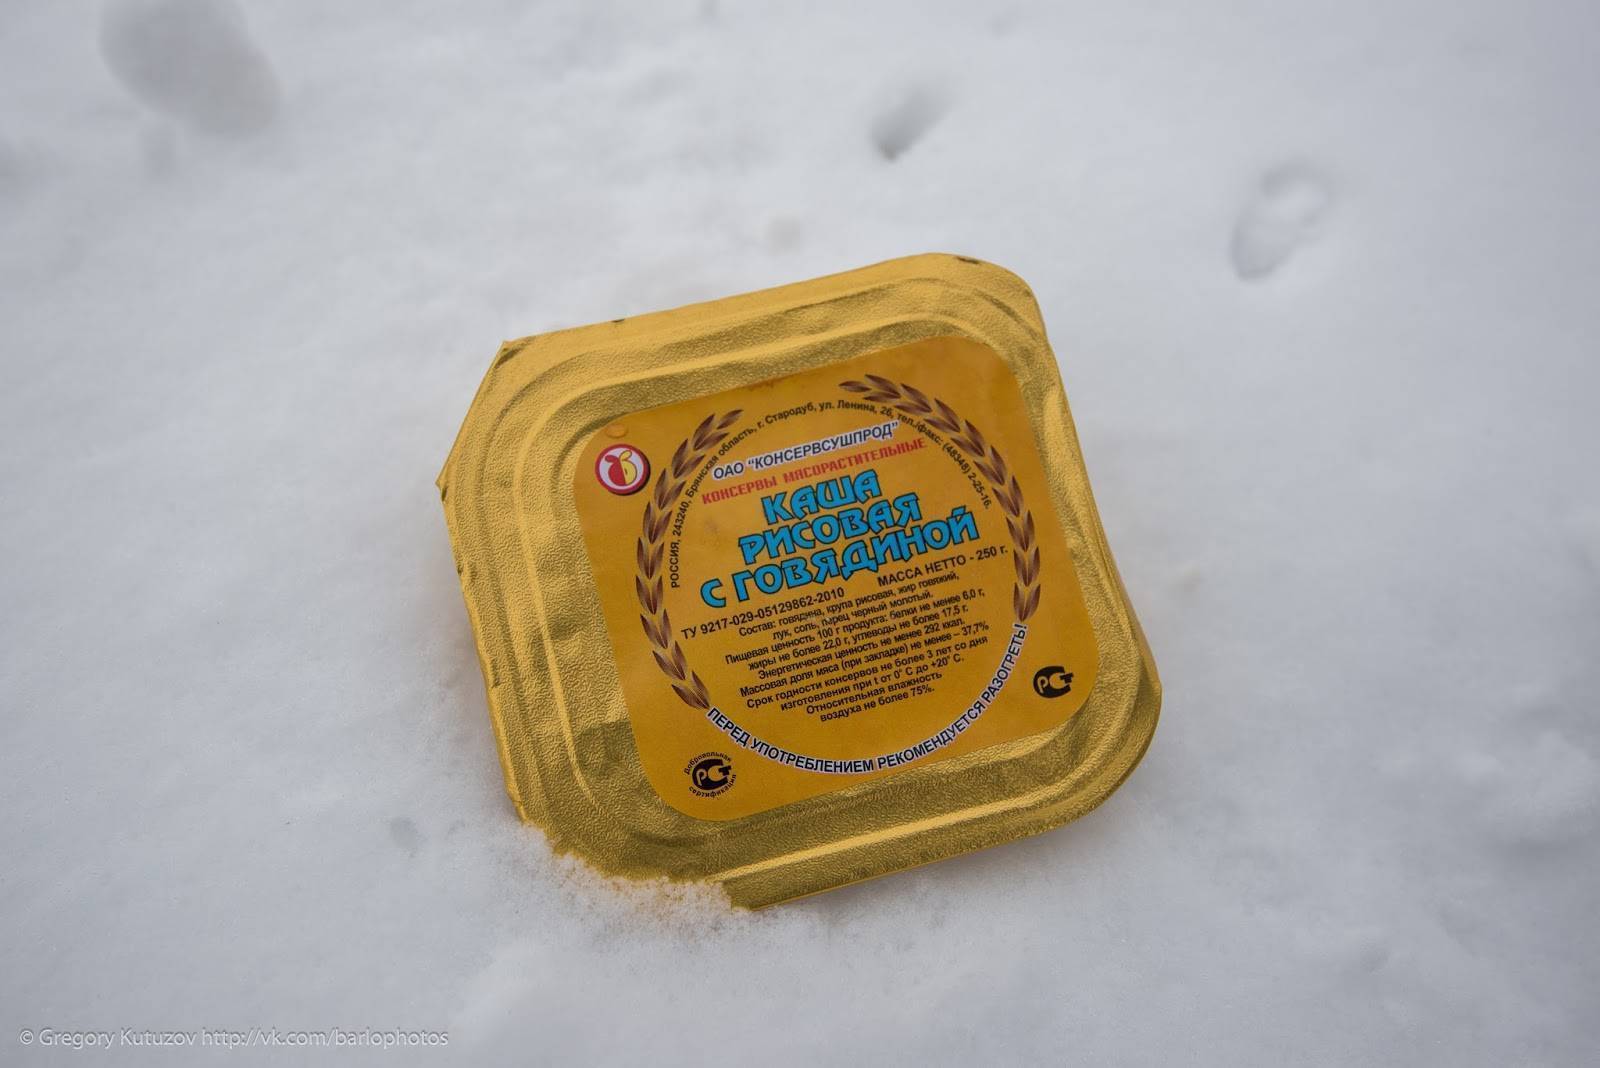 РОССИЯ, 243240, Брянская область, г. Стародуб, ул. Ленина, 26, тел./факс: (48348) 2-25-16.
ОАО "КОНСЕРВСУШПРОД"
КОНСЕРВЫ МЯСОРАСТИТЕЛЬНЫЕ
КАША
РИСОВАЯ
С ГОВЯДИНОЙ
ТУ 9217-029-05129862-2010 МАССА НЕТТО - 250 г.
Состав: говядина, крупа рисовая, жир говяжий,
лук, соль, перец черный молотый.
Пищевая ценность 100 г продукта: белки не менее 6,0 г,
жиры не более 22,0 г, углеводы не более 17,5 г.
Энергетическая ценность не менее 292 ккал.
Массовая доля мяса (при закладке) не менее – 37,7%
Срок годности консервов не более 3 лет со дня
изготовления при t от 0° С до +20° С.
Относительная влажность
воздуха не более 75%.
ПЕРЕД УПОТРЕБЛЕНИЕМ РЕКОМЕНДУЕТСЯ РАЗОГРЕТЬ!
Добровольная
сертификация
© Gregory Kutuzov http://vk.com/barlophotos